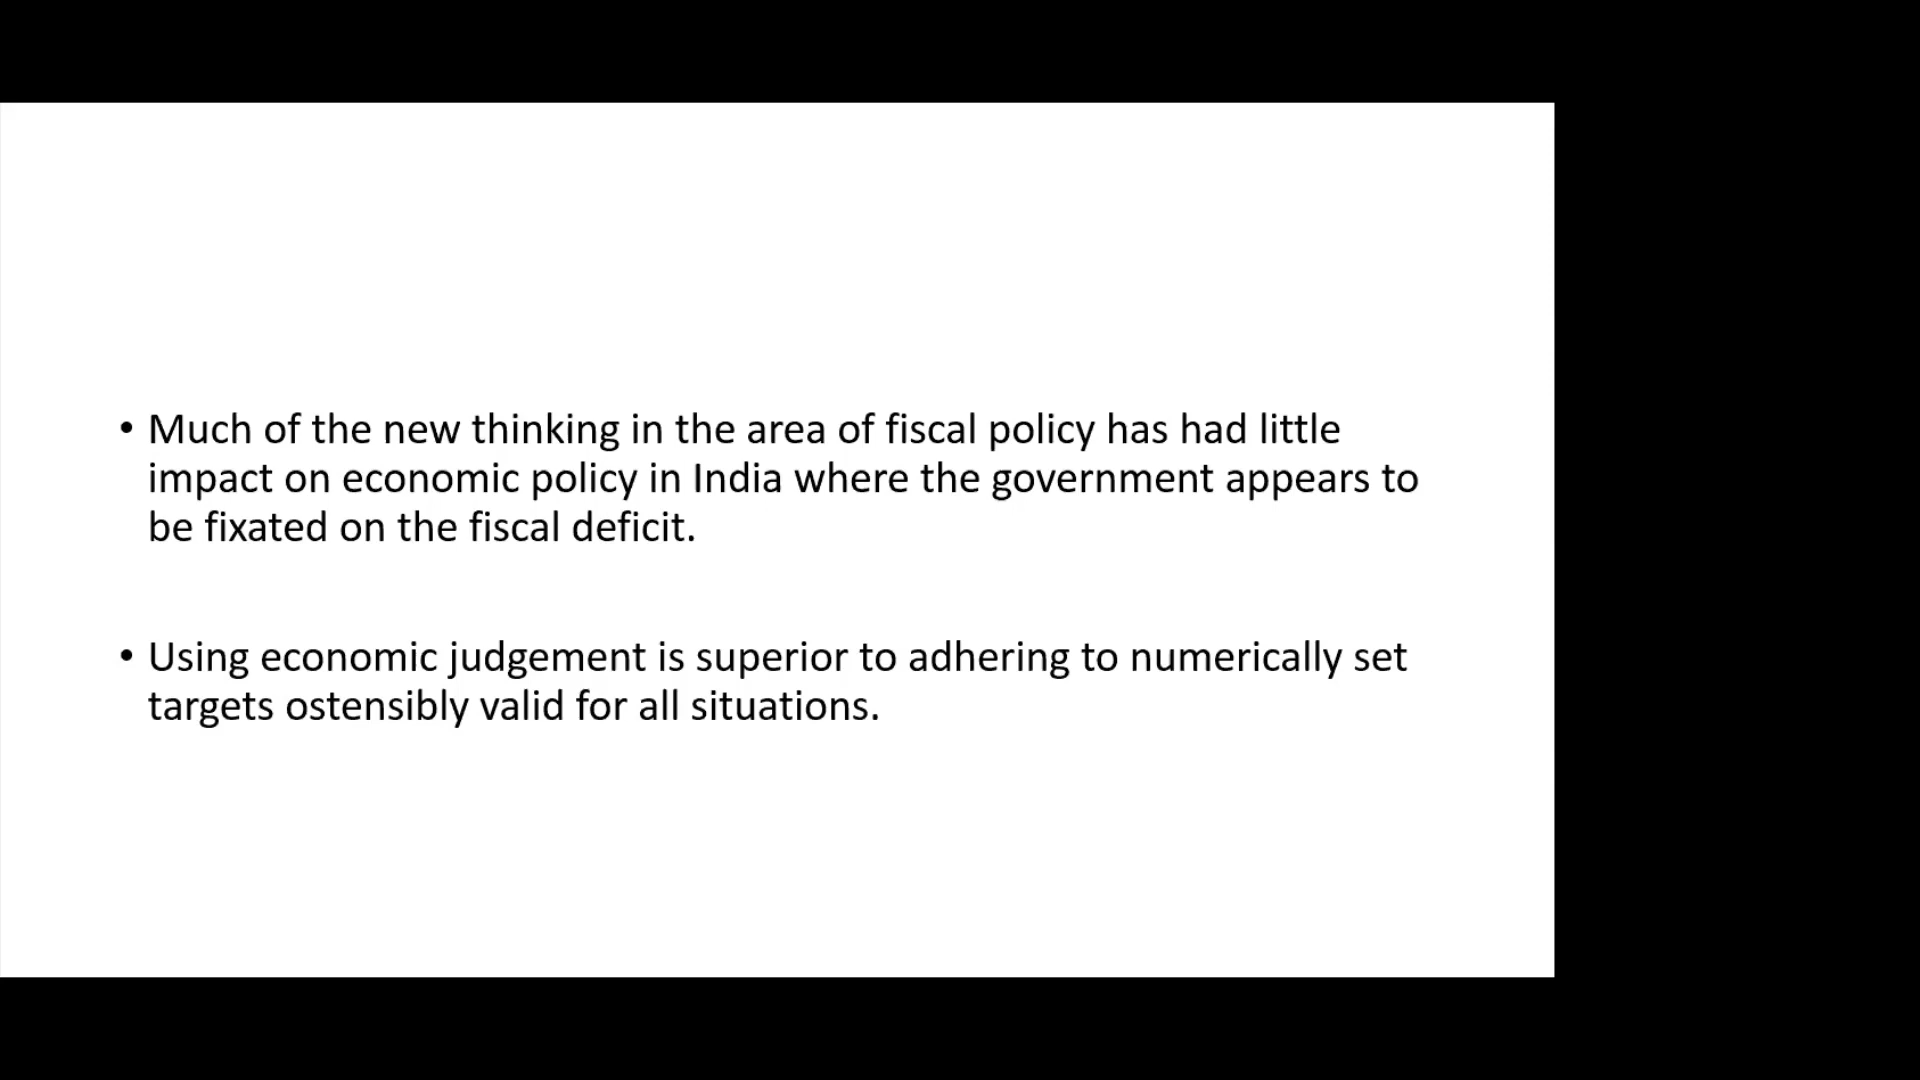 • Much of the new thinking in the area of fiscal policy has had little
impact on economic policy in India where the government appears to
be fixated on the fiscal deficit.
• Using economic judgement is superior to adhering to numerically set
targets ostensibly valid for all situations.